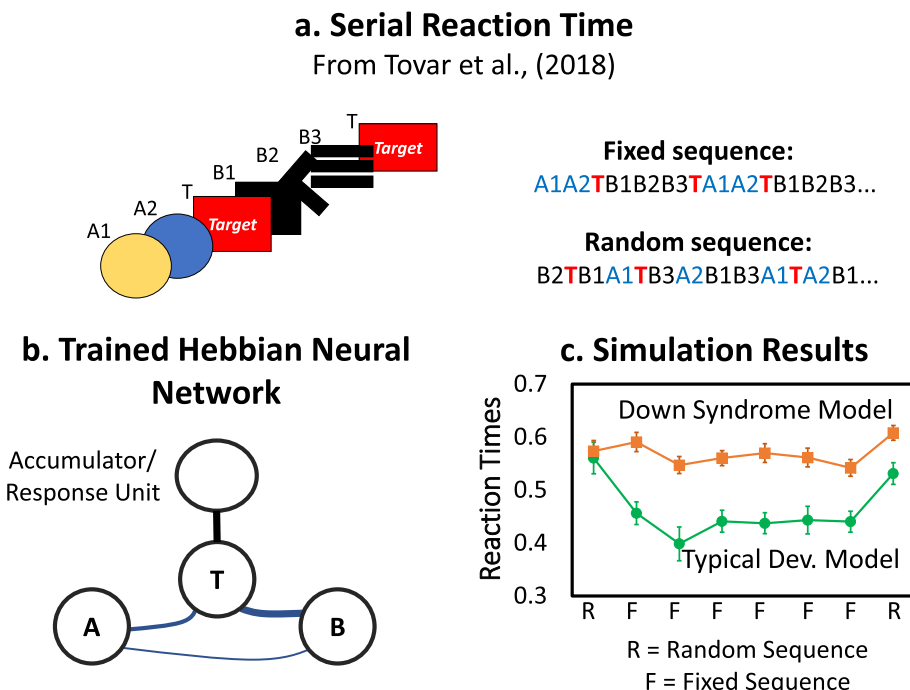 a. Serial Reaction Time
From Tovar et al., (2018)
A1
A2
T
Target
B1
B2
B3
T
Target
Fixed sequence:
A1A2TB1B2B3TA1A2TB1B2B3...
Random sequence:
B2TB1A1TB3A2B1B3A1TA2B1...
b. Trained Hebbian Neural
Network
Accumulator/
Response Unit
T
A
B
c. Simulation Results
Reaction Times
0.7
0.6
0.5
0.4
0.3
Down Syndrome Model
Typical Dev. Model
R F F F F F F R
R = Random Sequence
F = Fixed Sequence